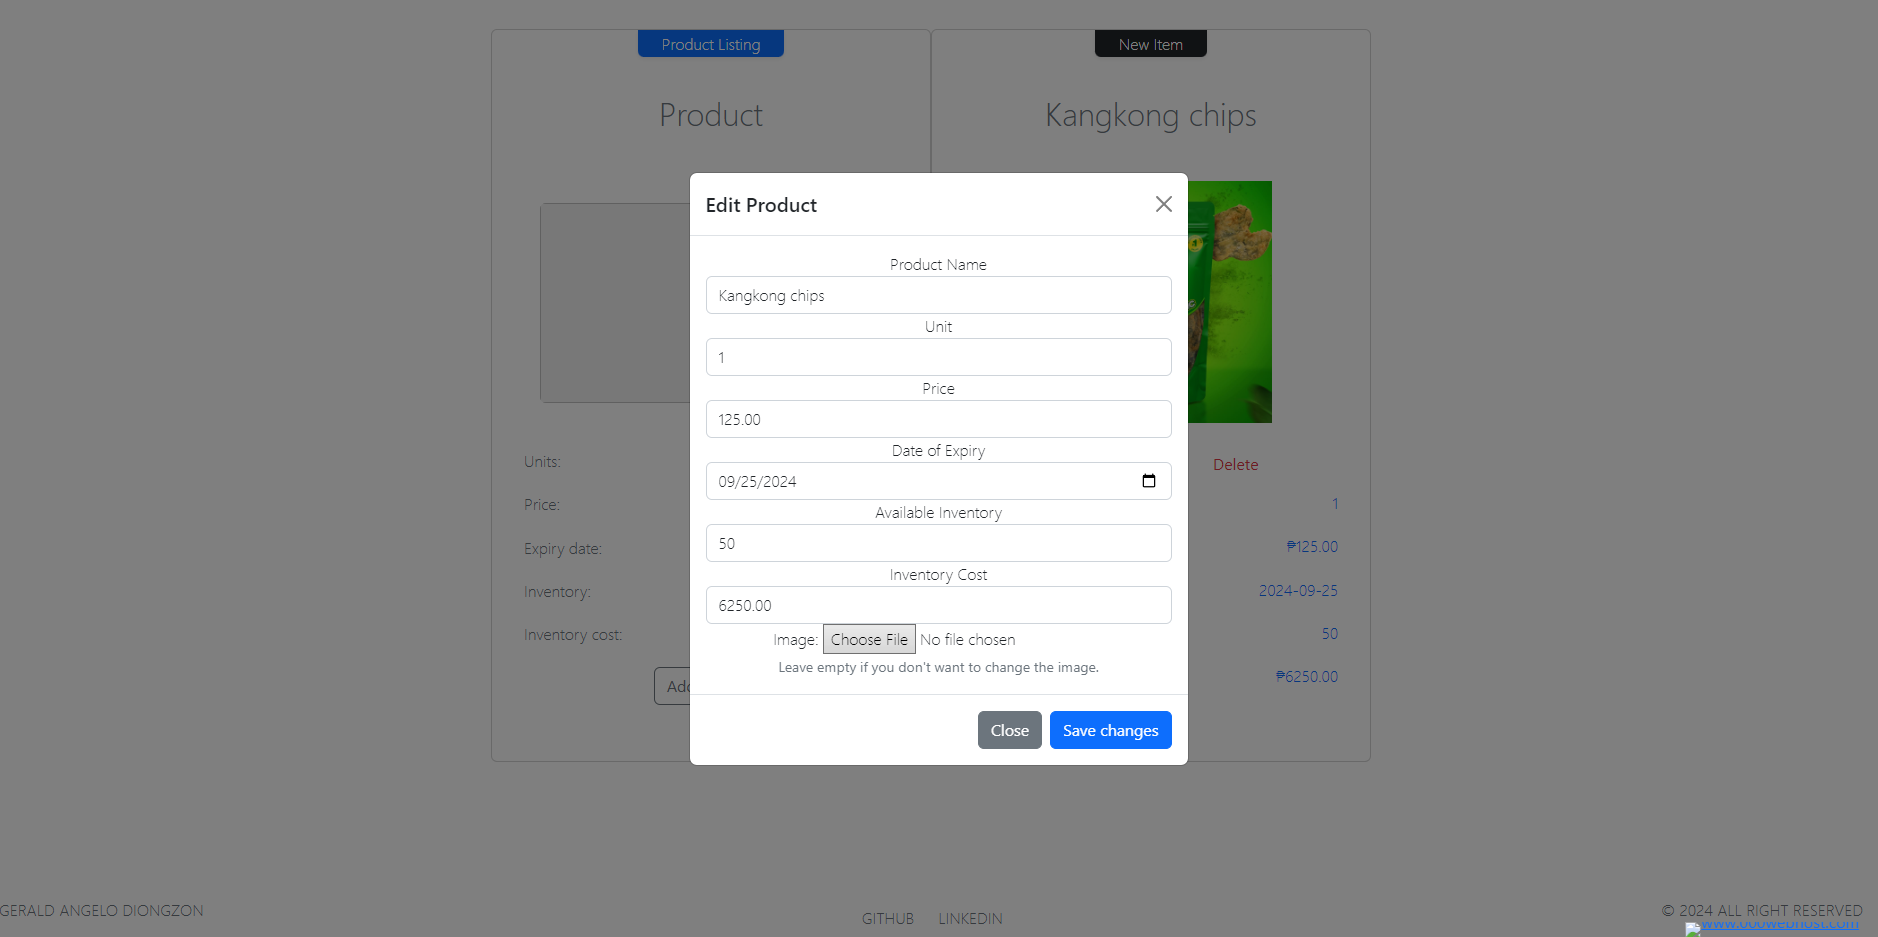 Product Listing
New Item
Product
Kangkong chips
Edit Product
Product Name
Kangkong chips
Unit
1
Price
125.00
Date of Expiry
09/25/2024
Available Inventory
50
Inventory Cost
6250.00
Image: Choose File No file chosen
Leave empty if you don't want to change the image.
Close
Save changes
Units:
Price:
Expiry date:
Inventory:
Inventory cost:
Delete
1
₱125.00
2024-09-25
50
₱6250.00
GERALD ANGELO DIONGZON
GITHUB
LINKEDIN
© 2024 ALL RIGHT RESERVED
www.000webhost.com